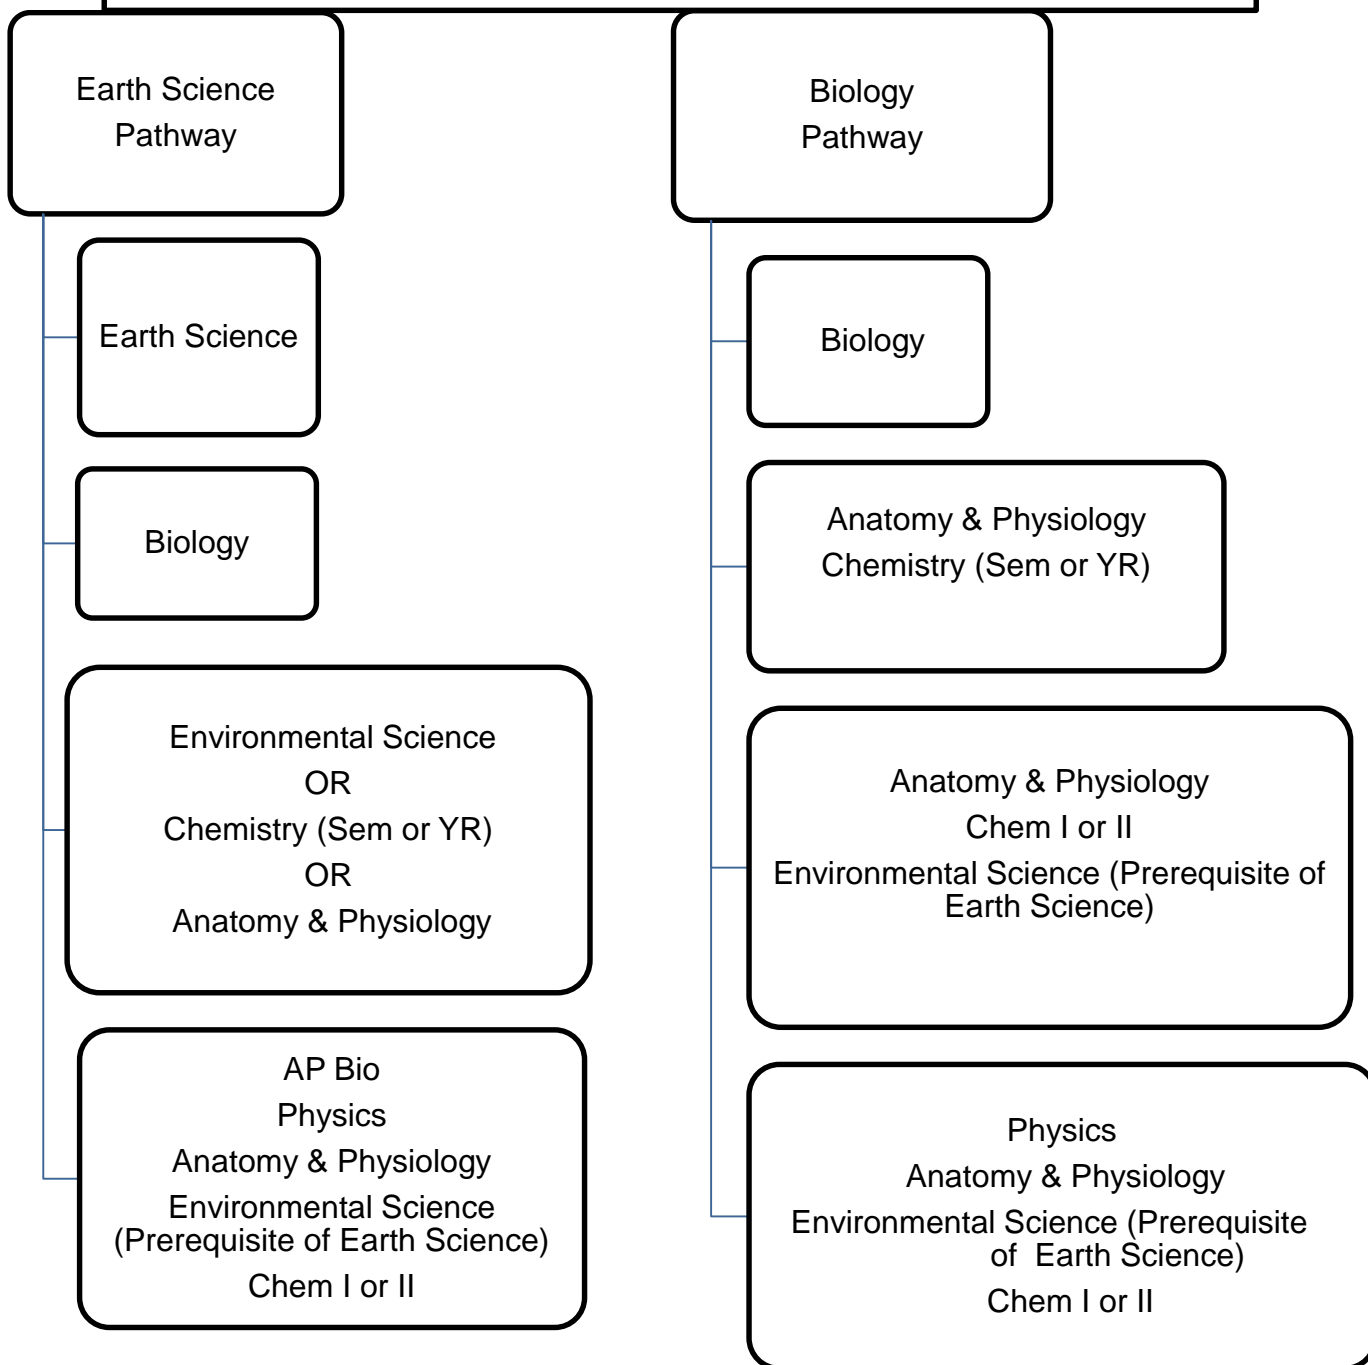 Earth Science
Pathway
Earth Science
Biology
Environmental Science
OR
Chemistry (Sem or YR)
OR
Anatomy & Physiology
AP Bio
Physics
Anatomy & Physiology
Environmental Science
(Prerequisite of Earth Science)
Chem I or II
Biology
Pathway
Biology
Anatomy & Physiology
Chemistry (Sem or YR)
Anatomy & Physiology
Chem I or II
Environmental Science (Prerequisite of
Earth Science)
Physics
Anatomy & Physiology
Environmental Science (Prerequisite
of Earth Science)
Chem I or II